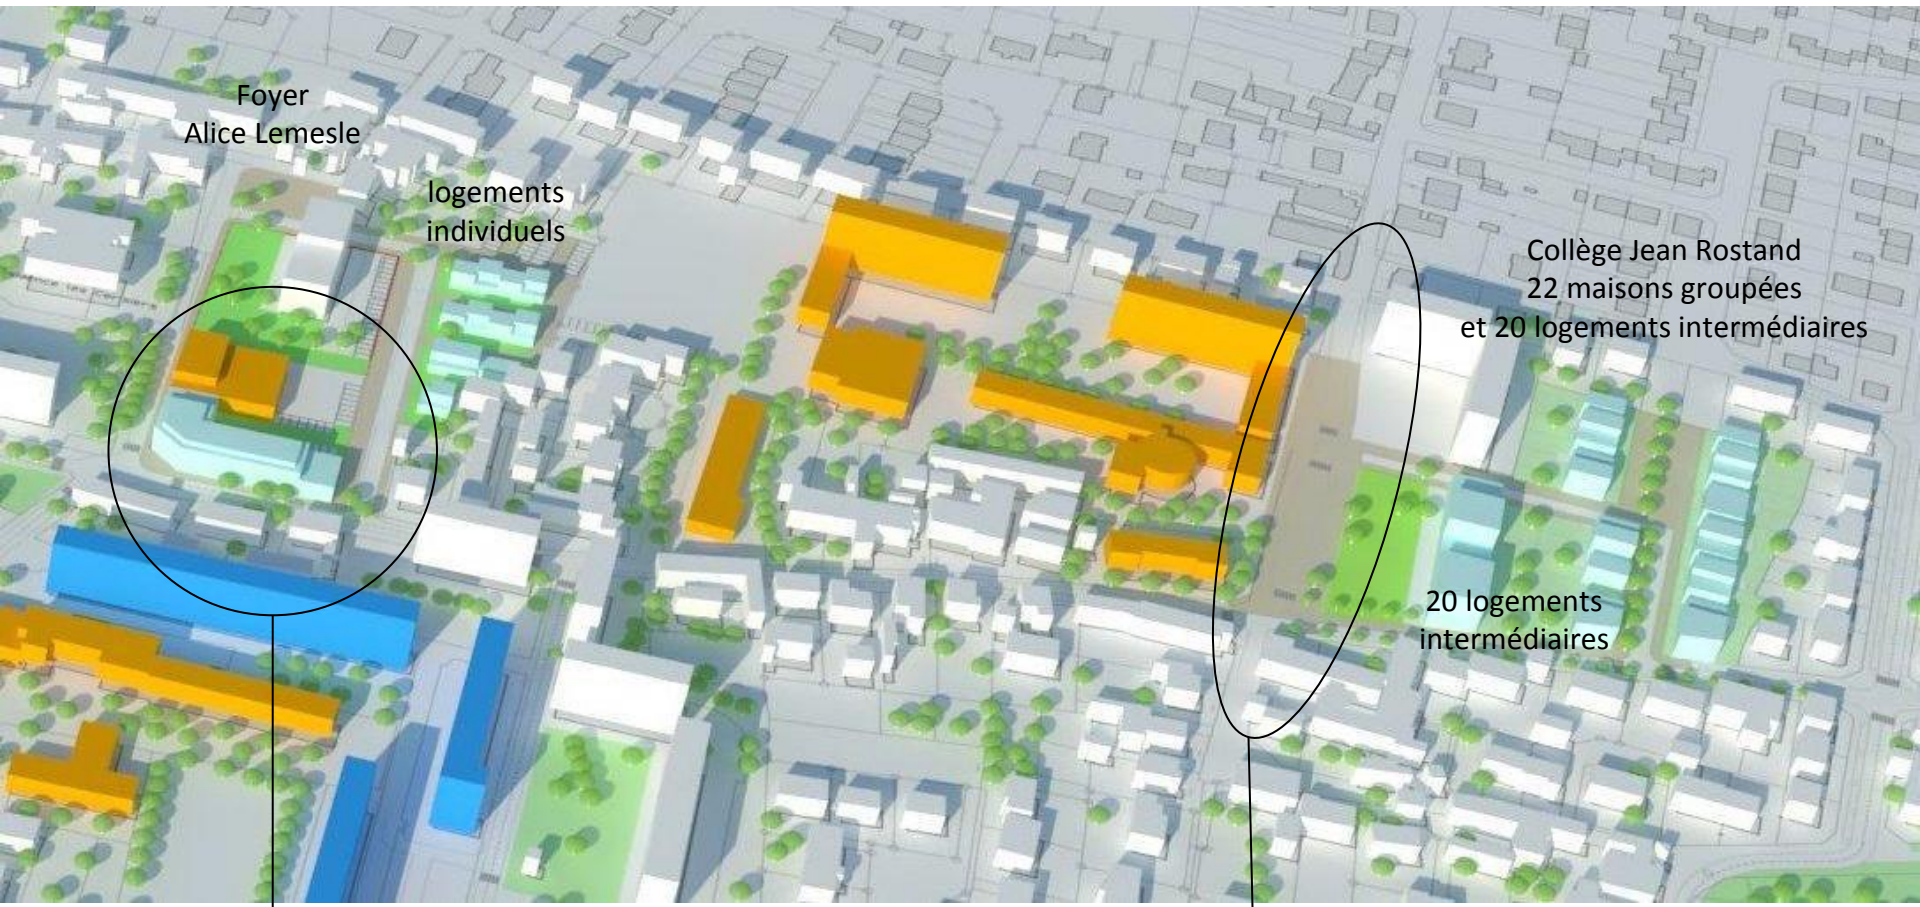 Foyer
Alice Lemesle
logements
individuels
Collège Jean Rostand
22 maisons groupées
et 20 logements intermédiaires
20 logements
intermédiaires